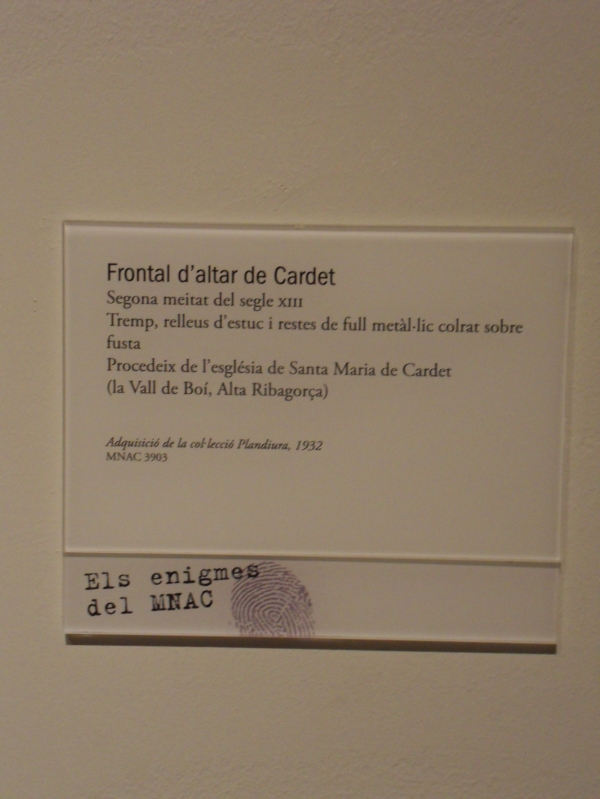 Frontal d'altar de Cardet
Segona meitat del segle XIII
Tremp, relleus d'estuc i restes de full metàl·lic colrat sobre
fusta
Procedeix de l'església de Santa Maria de Cardet
(la Vall de Boí, Alta Ribagorça)
Adquisició de la col·lecció Plandiura, 1932
MNAC 3903
Els enigmes
del MNAC